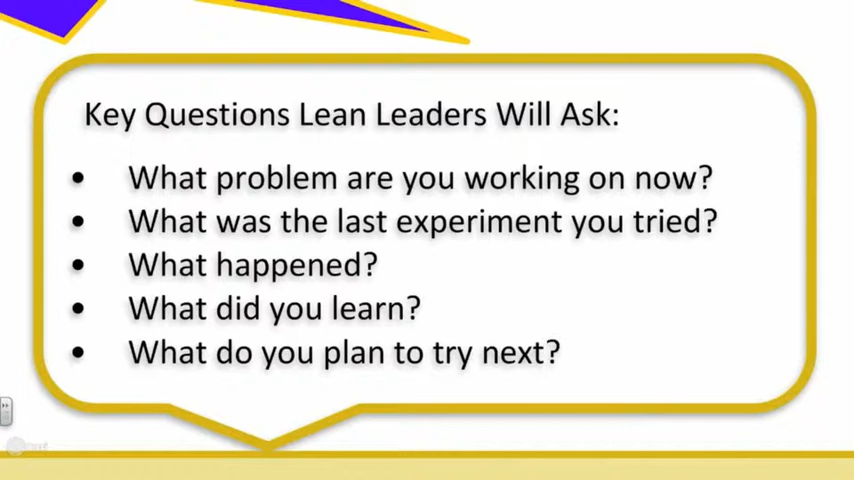 Key Questions Lean Leaders Will Ask:
• What problem are you working on now?
• What was the last experiment you tried?
• What happened?
• What did you learn?
• What do you plan to try next?